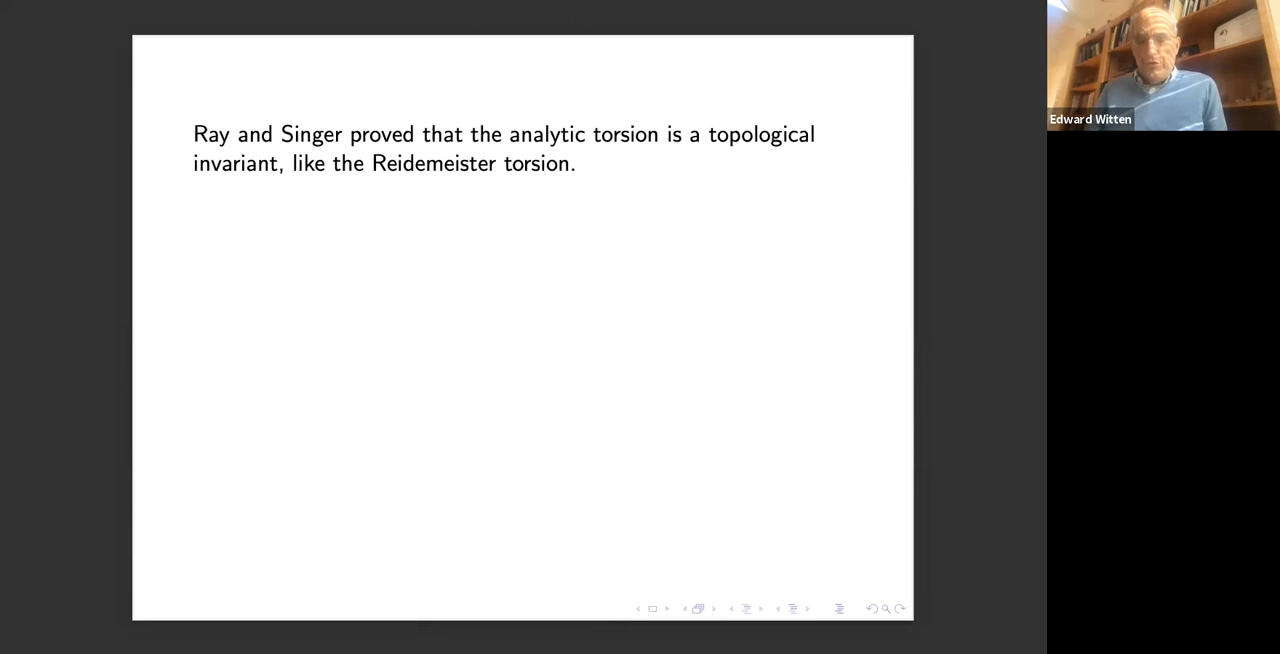 Ray and Singer proved that the analytic torsion is a topological
invariant, like the Reidemeister torsion.
Edward Witten